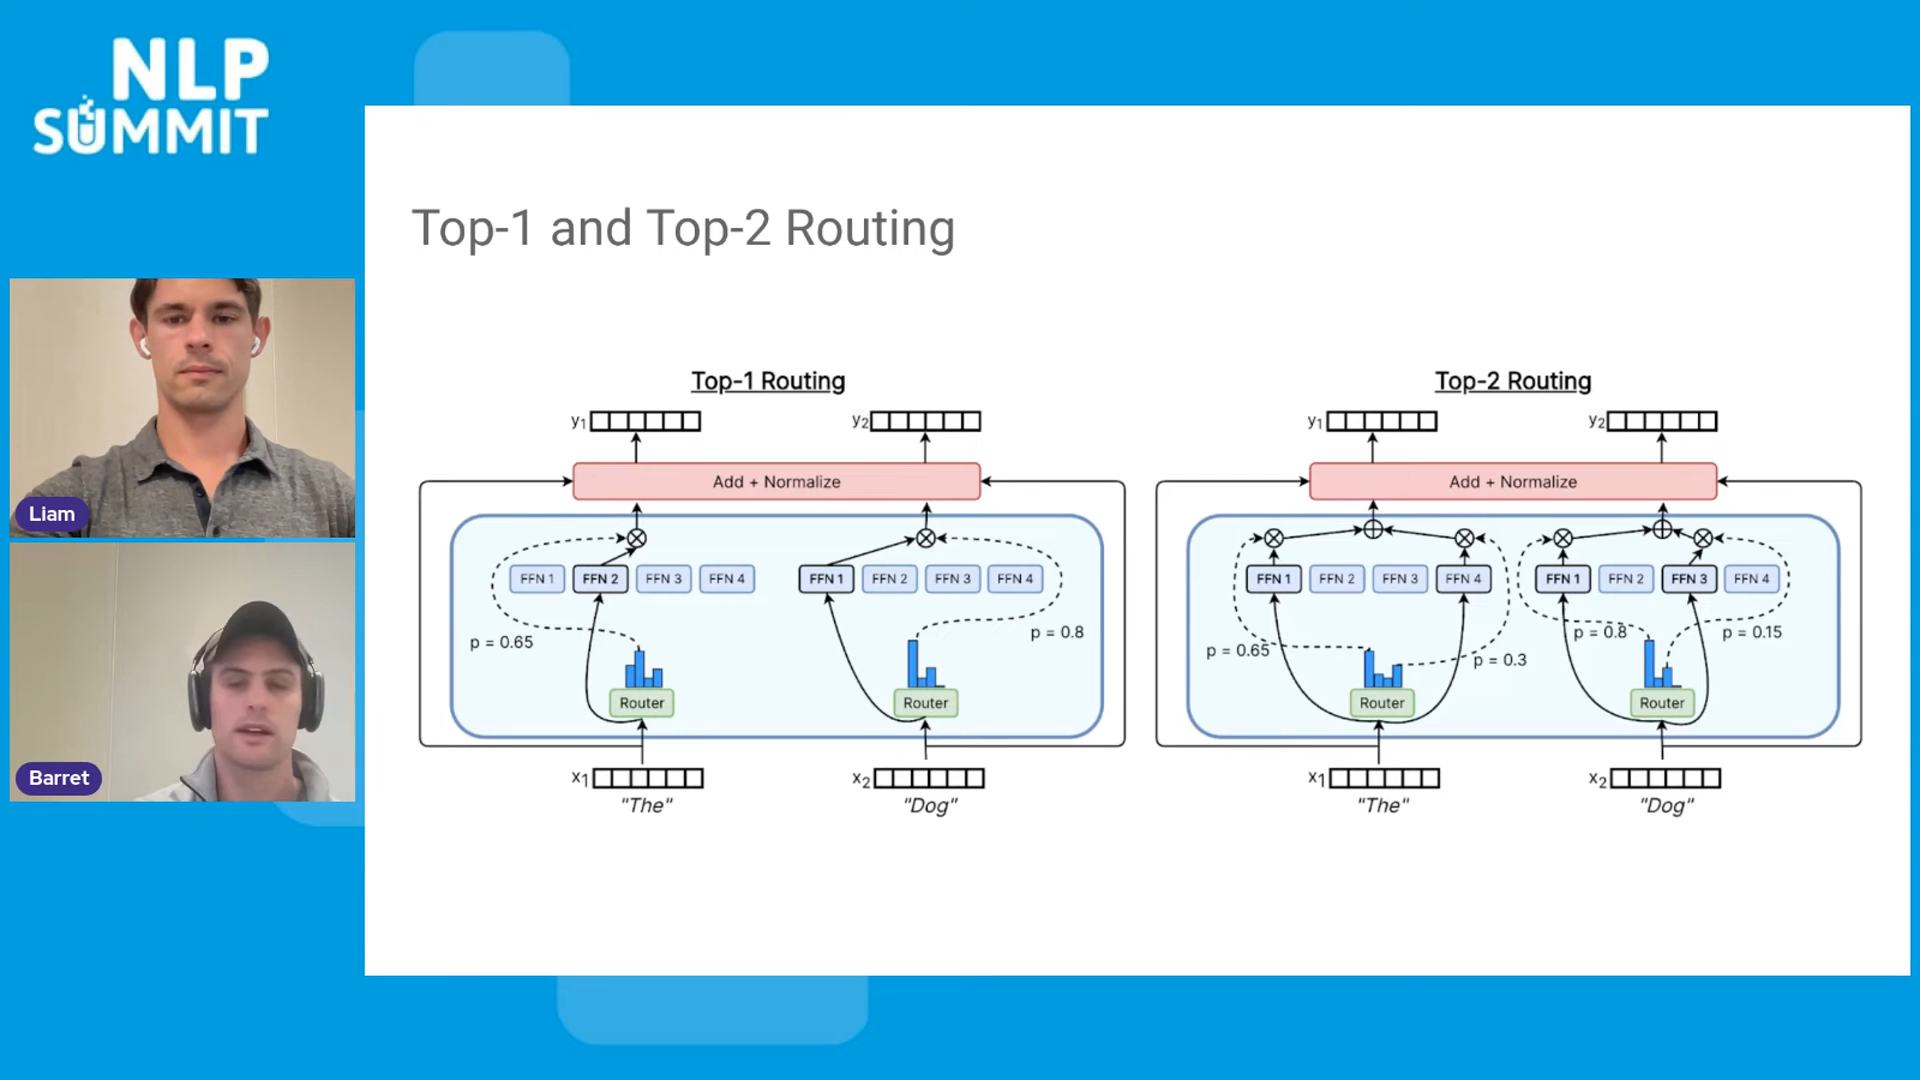 NLP
SUMMIT
Liam
Barret
Top-1 and Top-2 Routing
Top-1 Routing
y1
y2
Add + Normalize
FFN 1
FFN 2
FFN 3
FFN 4
FFN 1
FFN 2
FFN 3
FFN 4
p = 0.65
p = 0.8
Router
Router
x1
x2
"The"
"Dog"
Top-2 Routing
y1
y2
Add + Normalize
FFN 1
FFN 2
FFN 3
FFN 4
FFN 1
FFN 2
FFN 3
FFN 4
p = 0.65
p = 0.3
p = 0.8
p = 0.15
Router
Router
x1
x2
"The"
"Dog"